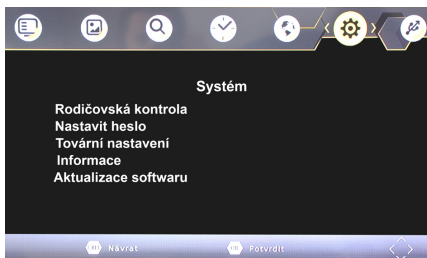 Systém
Rodičovská kontrola
Nastavit heslo
Tovární nastavení
Informace
Aktualizace softwaru
Návrat
Potvrdit